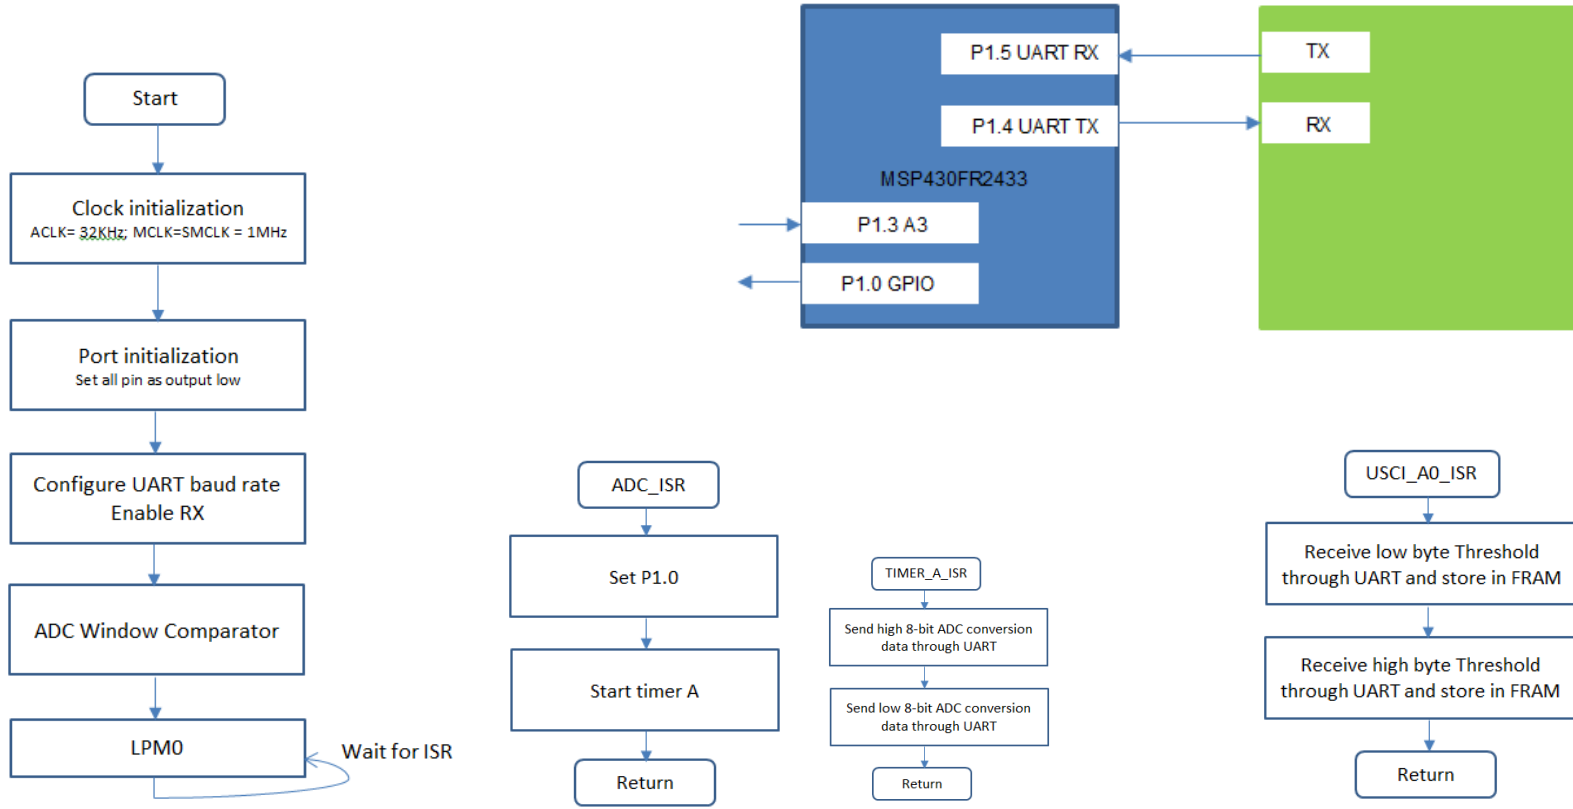 Start
Clock initialization
ACLK= 32KHz; MCLK=SMCLK = 1MHz
Port initialization
Set all pin as output low
Configure UART baud rate
Enable RX
ADC Window Comparator
LPM0
Wait for ISR
P1.5 UART RX
P1.4 UART TX
MSP430FR2433
P1.3 A3
P1.0 GPIO
TX
RX
ADC_ISR
Set P1.0
Start timer A
Return
TIMER_A_ISR
Send high 8-bit ADC conversion
data through UART
Send low 8-bit ADC conversion
data through UART
Return
USCI_A0_ISR
Receive low byte Threshold
through UART and store in FRAM
Receive high byte Threshold
through UART and store in FRAM
Return